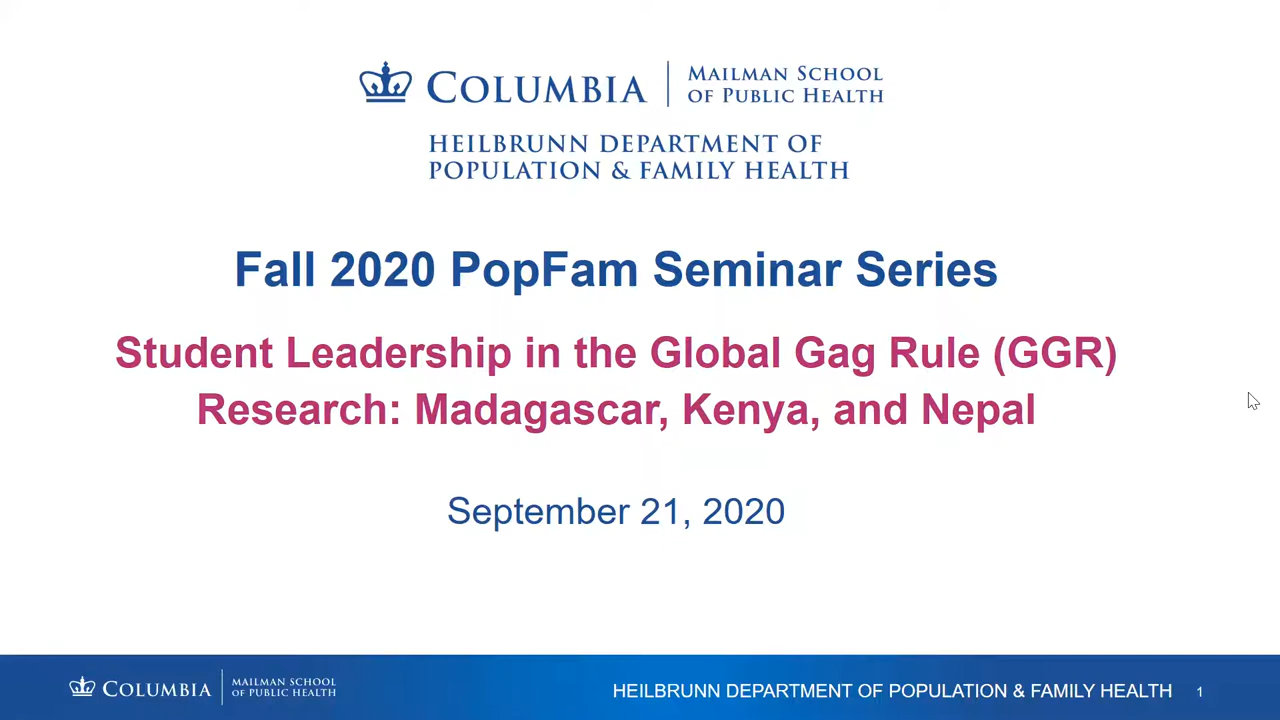 COLUMBIA
MAILMAN SCHOOL
OF PUBLIC HEALTH
HEILBRUNN DEPARTMENT OF
POPULATION & FAMILY HEALTH
Fall 2020 PopFam Seminar Series
Student Leadership in the Global Gag Rule (GGR)
Research: Madagascar, Kenya, and Nepal
September 21, 2020
COLUMBIA
MAILMAN SCHOOL
OF PUBLIC HEALTH
HEILBRUNN DEPARTMENT OF POPULATION & FAMILY HEALTH 1